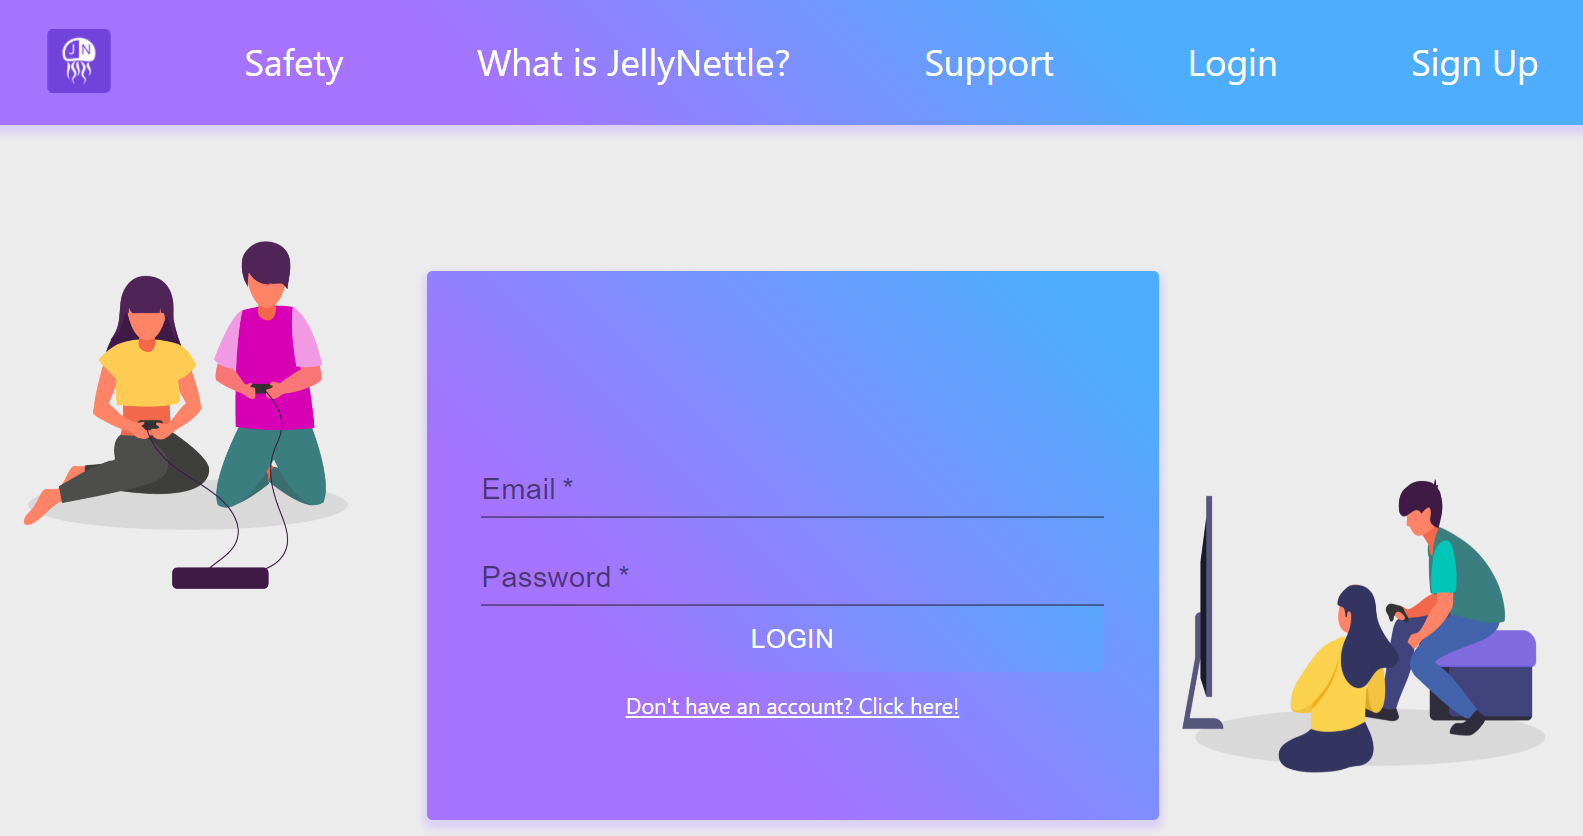 JN
Safety
What is JellyNettle?
Support
Login
Sign Up
Email *
Password *
LOGIN
Don't have an account? Click here!